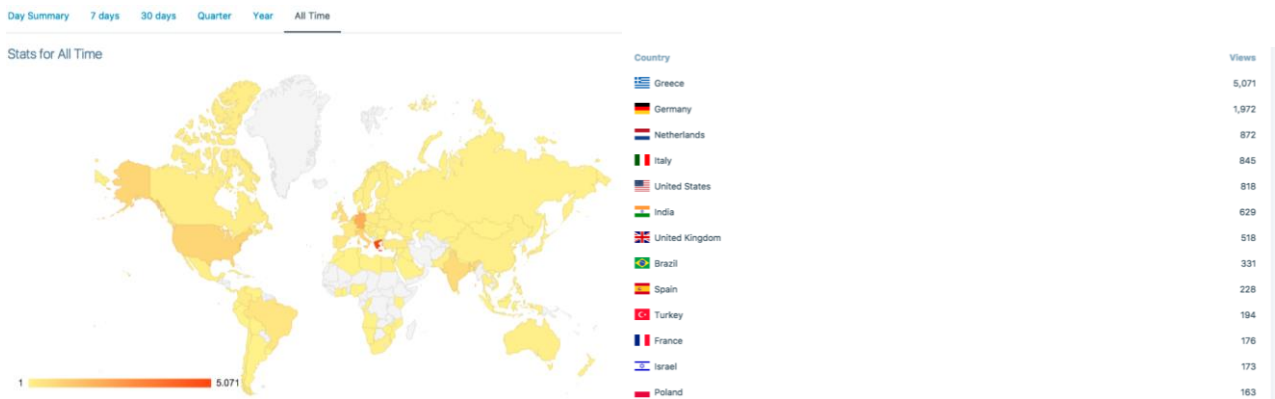 Day Summary 7 days 30 days Quarter Year All Time
Stats for All Time
1 5.071
Country Views
Greece 5,071
Germany 1,972
Netherlands 872
Italy 845
United States 818
India 629
United Kingdom 518
Brazil 331
Spain 228
Turkey 194
France 176
Israel 173
Poland 163